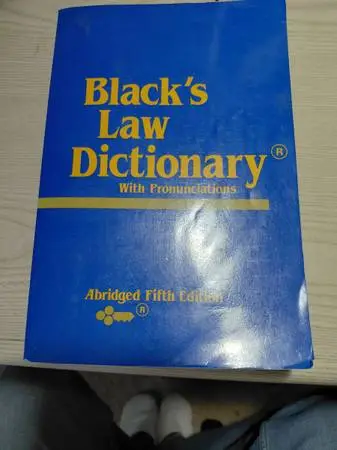 Black's
Law
Dictionary®
With Pronunciations
Abridged Fifth Edition
®